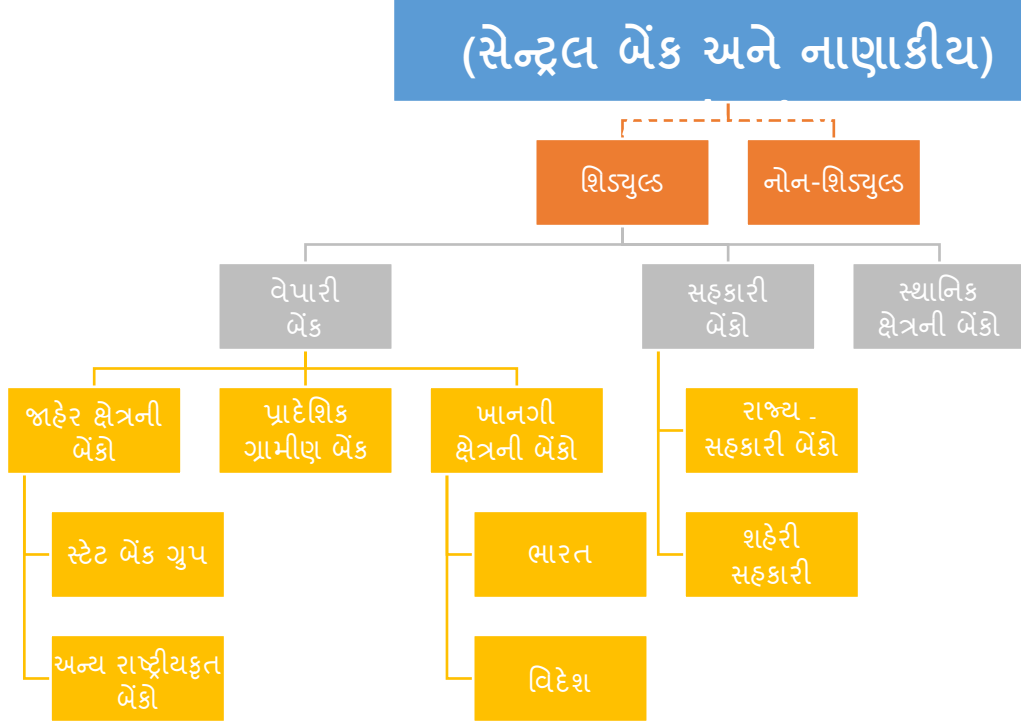 (સેન્ટ્રલ બેંક અને નાણાકીય)
શિડ્યુલ્ડ
નોન-શિડ્યુલ્ડ
વેપારી
બેંક
સહકારી
બેંકો
સ્થાનિક
ક્ષેત્રની બેંકો
જાહેર ક્ષેત્રની
બેંકો
પ્રાદેશિક
ગ્રામીણ બેંક
ખાનગી
ક્ષેત્રની બેંકો
રાજ્ય -
સહકારી બેંકો
સ્ટેટ બેંક ગ્રુપ
ભારત
શહેરી
સહકારી
અન્ય રાષ્ટ્રીયકૃત
બેંકો
વિદેશ